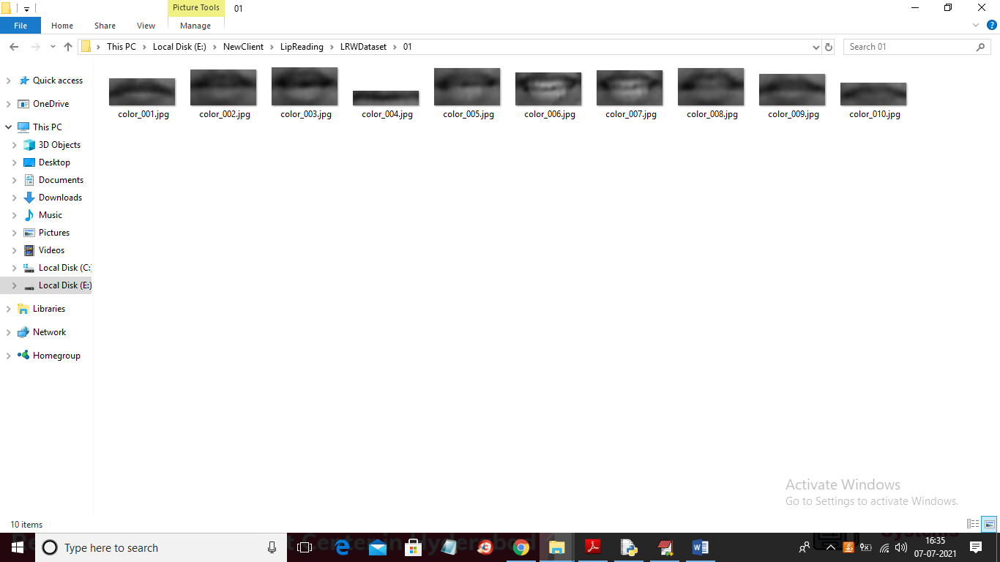 Picture Tools 01
File Home Share View Manage
This PC Local Disk (E:) NewClient LipReading LRWDataset 01
Search 01
Quick access
OneDrive
This PC
3D Objects
Desktop
Documents
Downloads
Music
Pictures
Videos
Local Disk (C:
Local Disk (E:)
Libraries
Network
Homegroup
color_001.jpg color_002.jpg color_003.jpg color_004.jpg color_005.jpg color_006.jpg color_007.jpg color_008.jpg color_009.jpg color_010.jpg
Activate Windows
Go to Settings to activate Windows.
10 items
Type here to search
16:35
07-07-2021